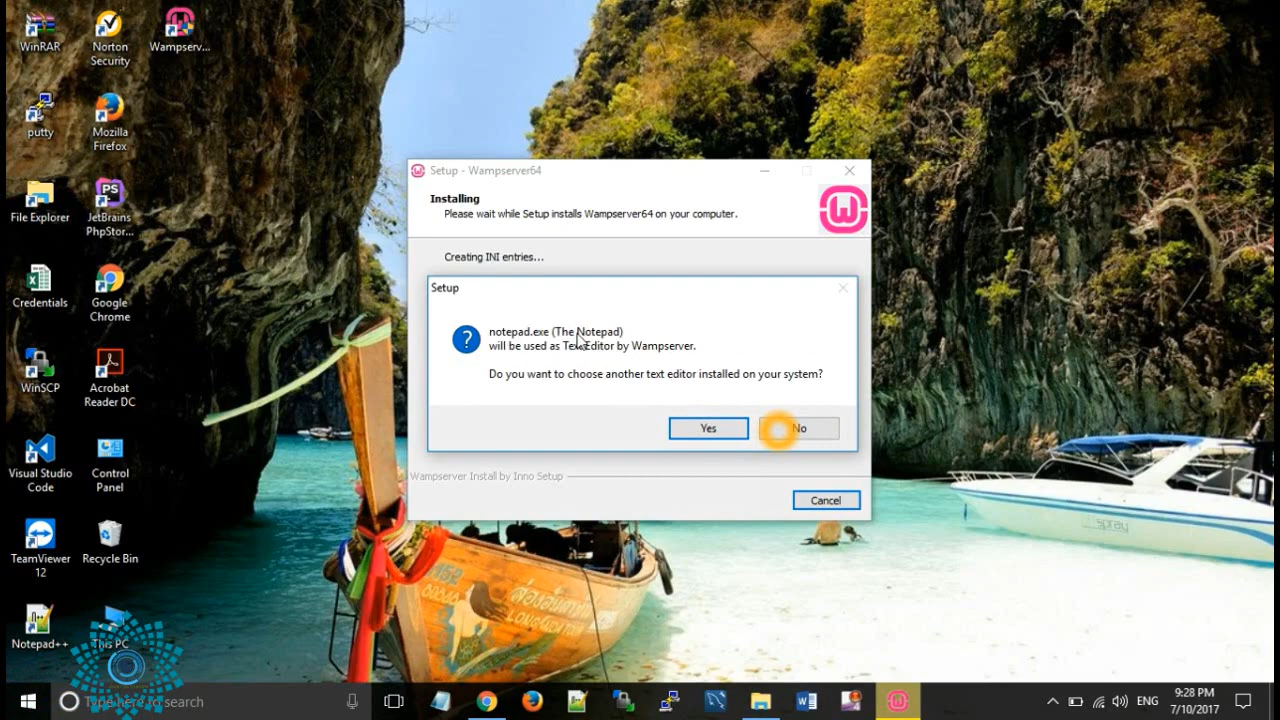 WinRAR
Norton
Security
Wampserv...
putty
Mozilla
Firefox
File Explorer
JetBrains
PhpStor...
Credentials
Google
Chrome
WinSCP
Acrobat
Reader DC
Visual Studio
Code
Control
Panel
TeamViewer
12
Recycle Bin
Notepad++
This PC
Setup - Wampserver64
Installing
Please wait while Setup installs Wampserver64 on your computer.
Creating INI entries...
Setup
notepad.exe (The Notepad)
will be used as Text Editor by Wampserver.
Do you want to choose another text editor installed on your system?
Yes
No
Wampserver Install by Inno Setup
Cancel
spray
Type here to search
ENG
9:28 PM
7/10/2017